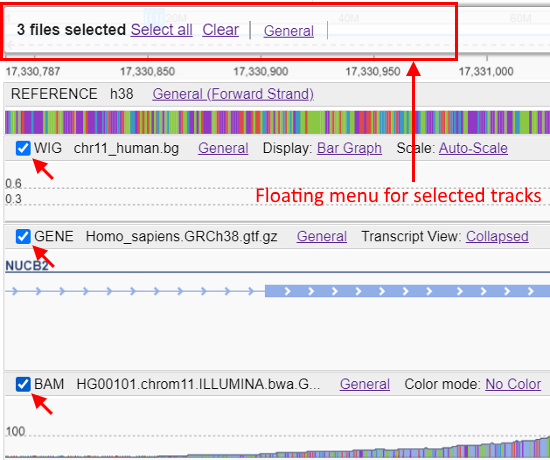 30M 40M 50M
3 files selected Select all Clear General
17,330,787 17,330,850 17,330,900 17,330,950 17,331,000
REFERENCE h38 General (Forward Strand)
WIG chr11_human.bg General Display: Bar Graph Scale: Auto-Scale
Floating menu for selected tracks
0.6
0.3
GENE Homo_sapiens.GRCh38.gtf.gz General Transcript View: Collapsed
NUCB2
BAM HG00101.chrom11.ILLUMINA.bwa.G... General Color mode: No Color
100